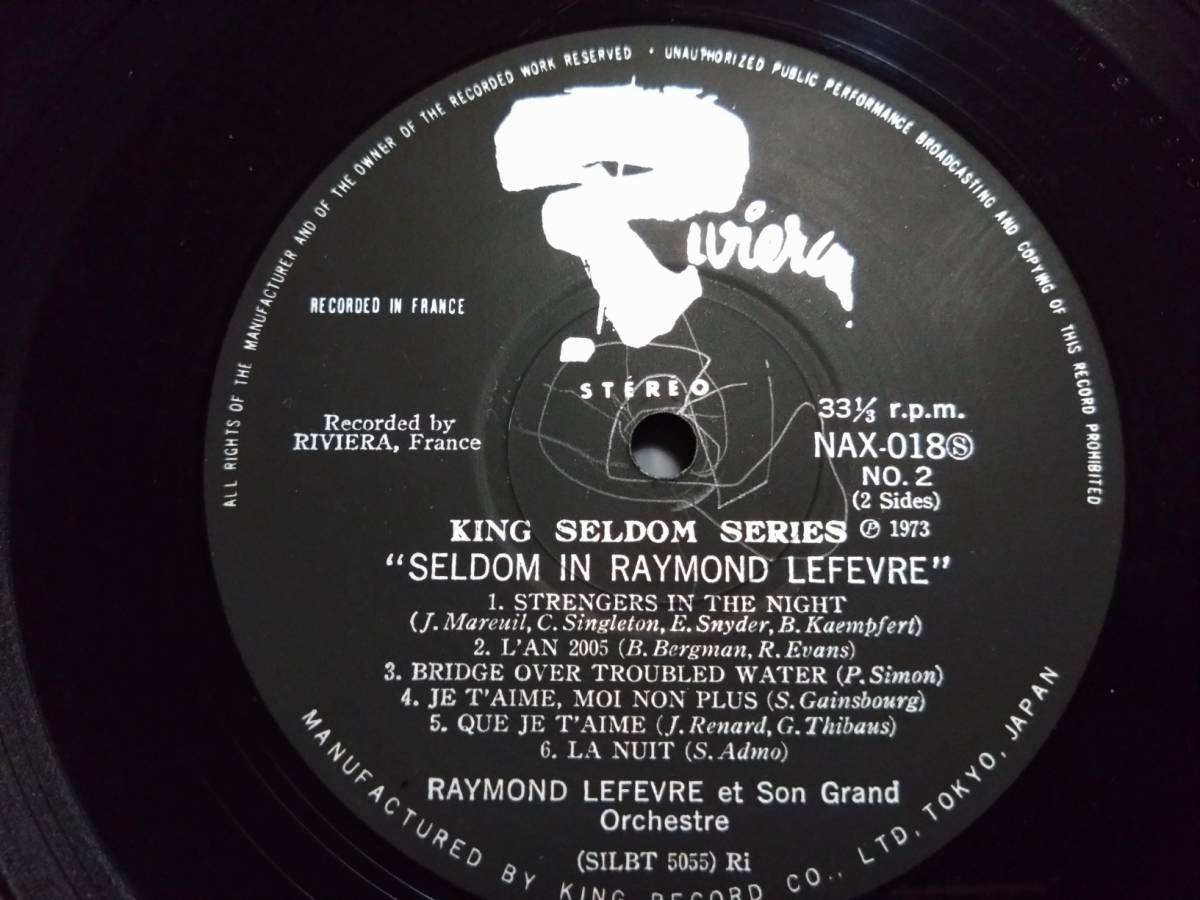 ALL RIGHTS OF THE MANUFACTURER AND OF THE OWNER OF THE RECORDED WORK RESERVED • UNAUTHORIZED PUBLIC PERFORMANCE BROADCASTING AND COPYING OF THIS RECORD PROHIBITED
Riviera
RECORDED IN FRANCE
STÉRÉO
Recorded by
RIVIERA, France
33⅓ r.p.m.
NAX-018Ⓢ
NO. 2
(2 Sides)
KING SELDOM SERIES ℗ 1973
“SELDOM IN RAYMOND LEFEVRE”
1. STRENGERS IN THE NIGHT
(J. Mareuil, C. Singleton, E. Snyder, B. Kaempfert)
2. L'AN 2005 (B. Bergman, R. Evans)
3. BRIDGE OVER TROUBLED WATER (P. Simon)
4. JE T'AIME, MOI NON PLUS (S. Gainsbourg)
5. QUE JE T'AIME (J. Renard, G. Thibaus)
6. LA NUIT (S. Admo)
RAYMOND LEFEVRE et Son Grand
Orchestre
(SILBT 5055) Ri
MANUFACTURED BY KING RECORD CO., LTD, TOKYO, JAPAN